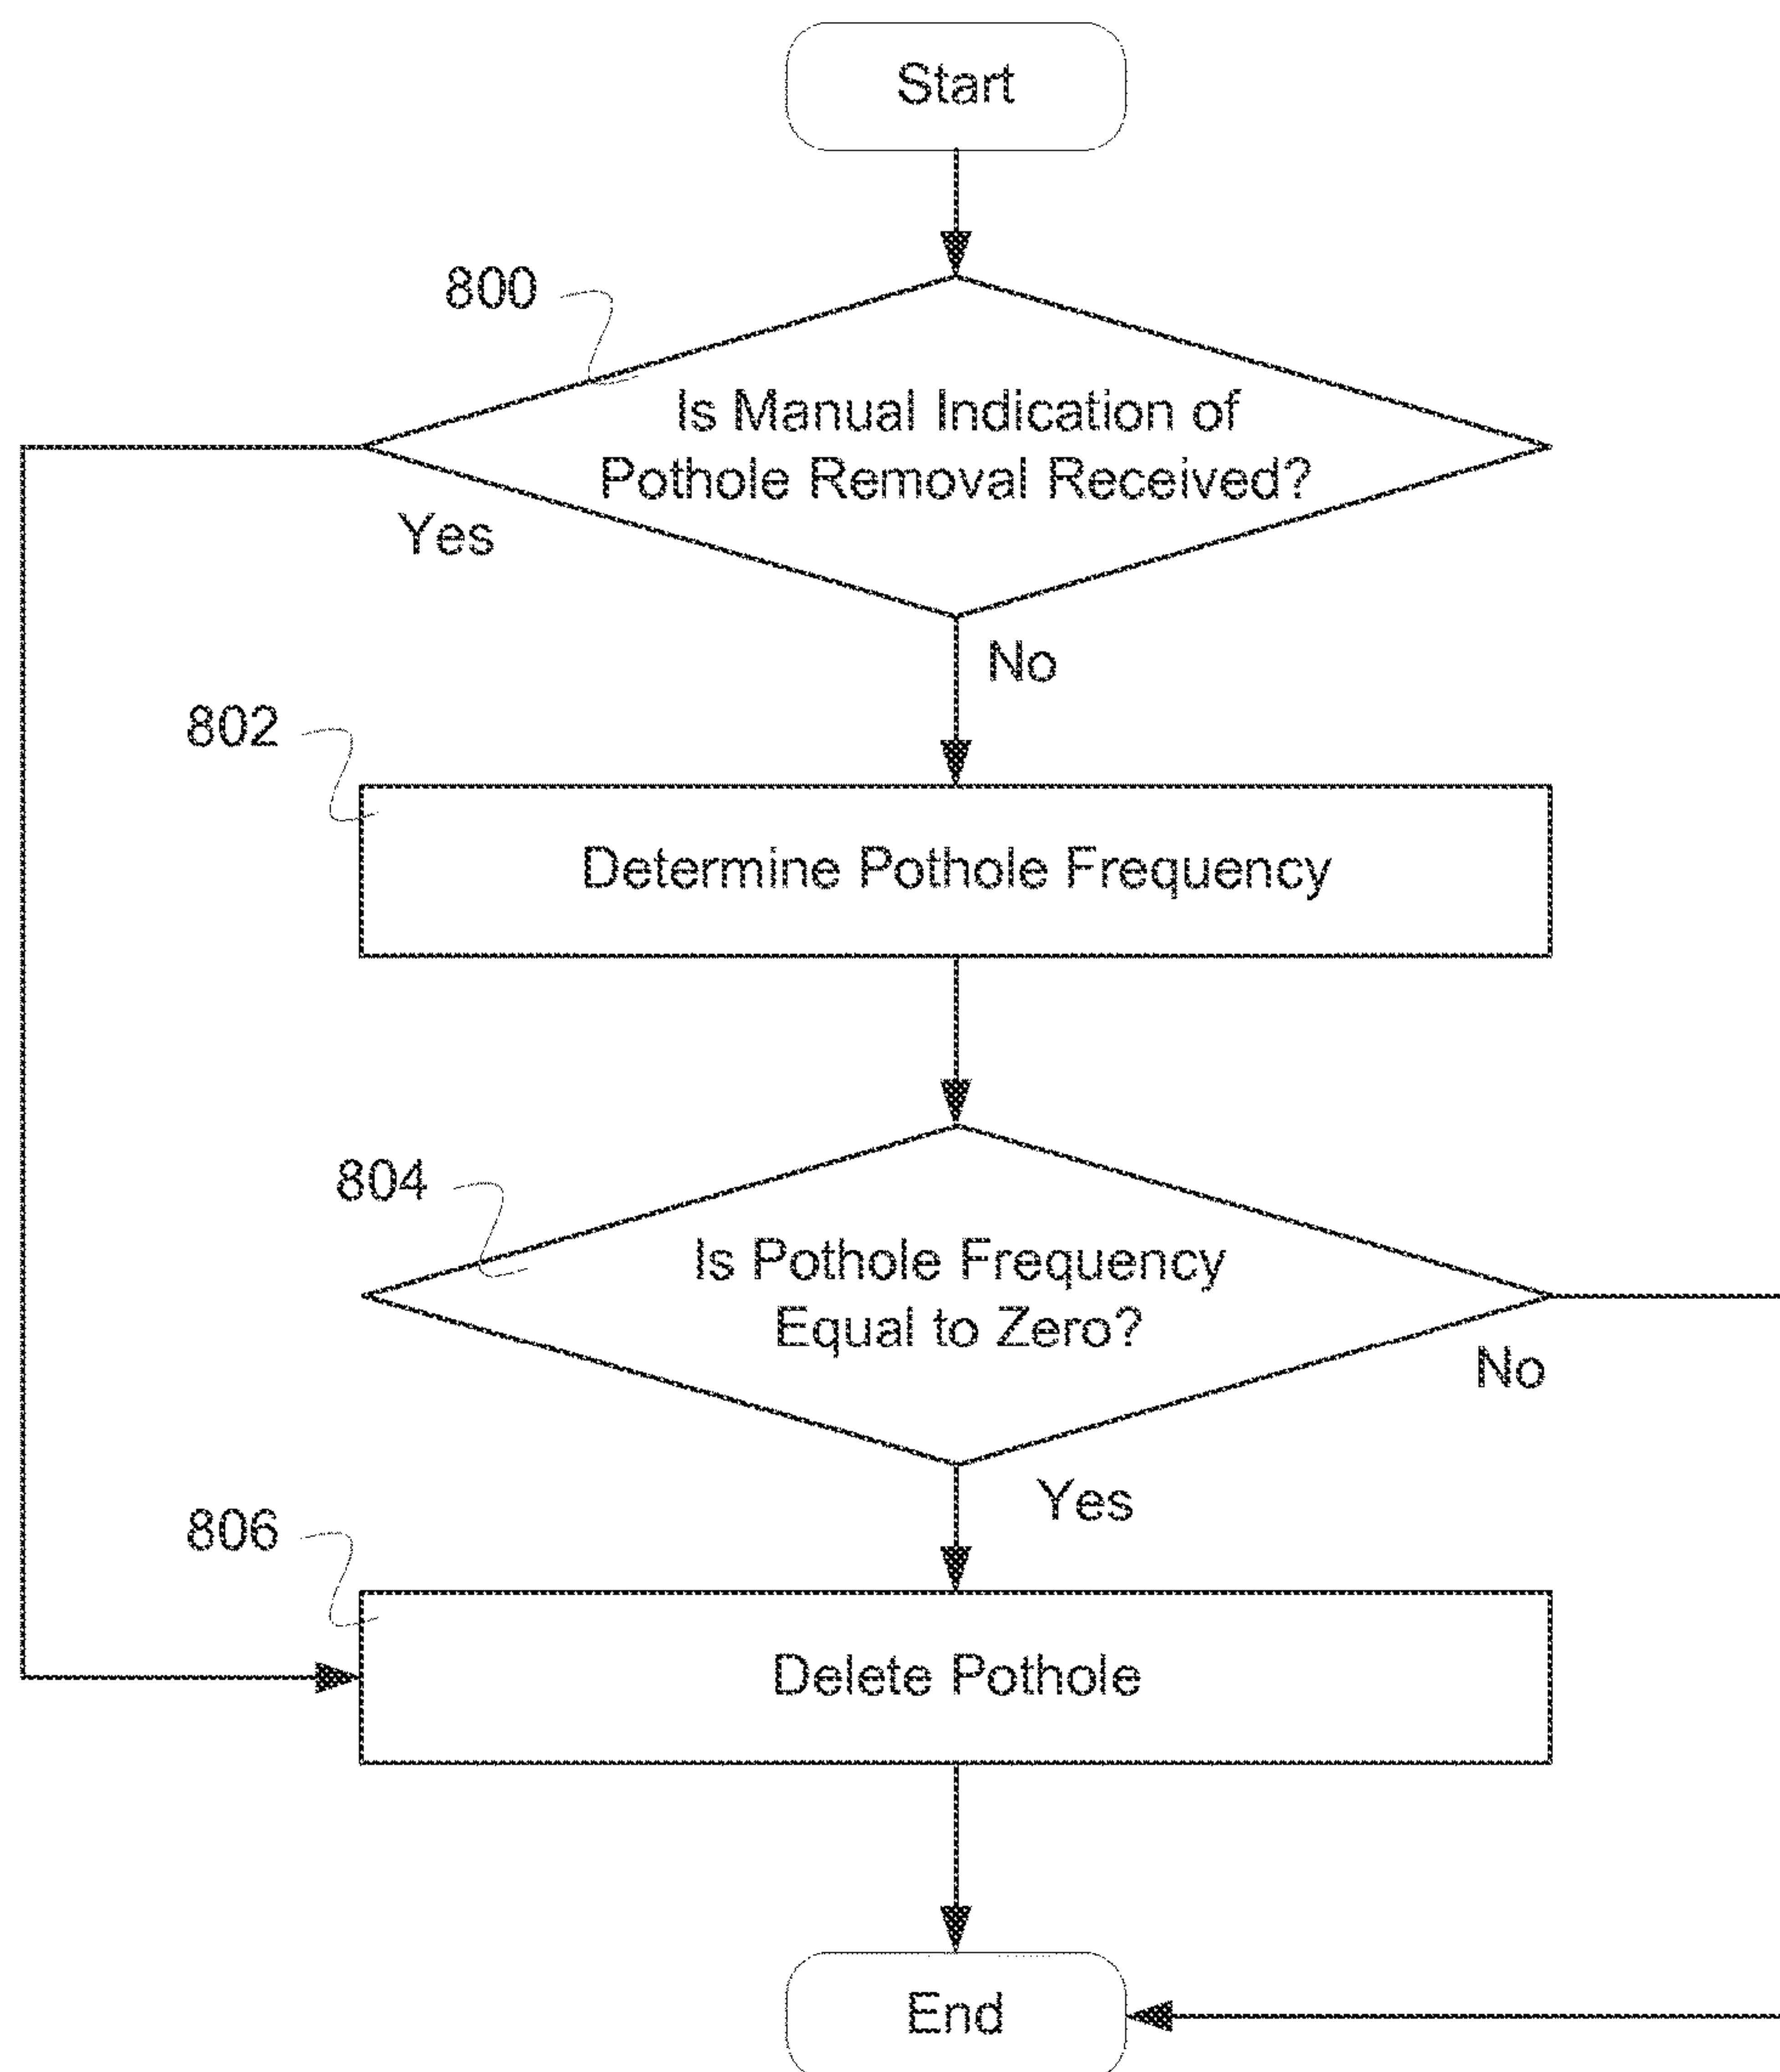 Start
800
Is Manual Indication of
Pothole Removal Received?
Yes
No
802
Determine Pothole Frequency
804
Is Pothole Frequency
Equal to Zero?
No
Yes
806
Delete Pothole
End